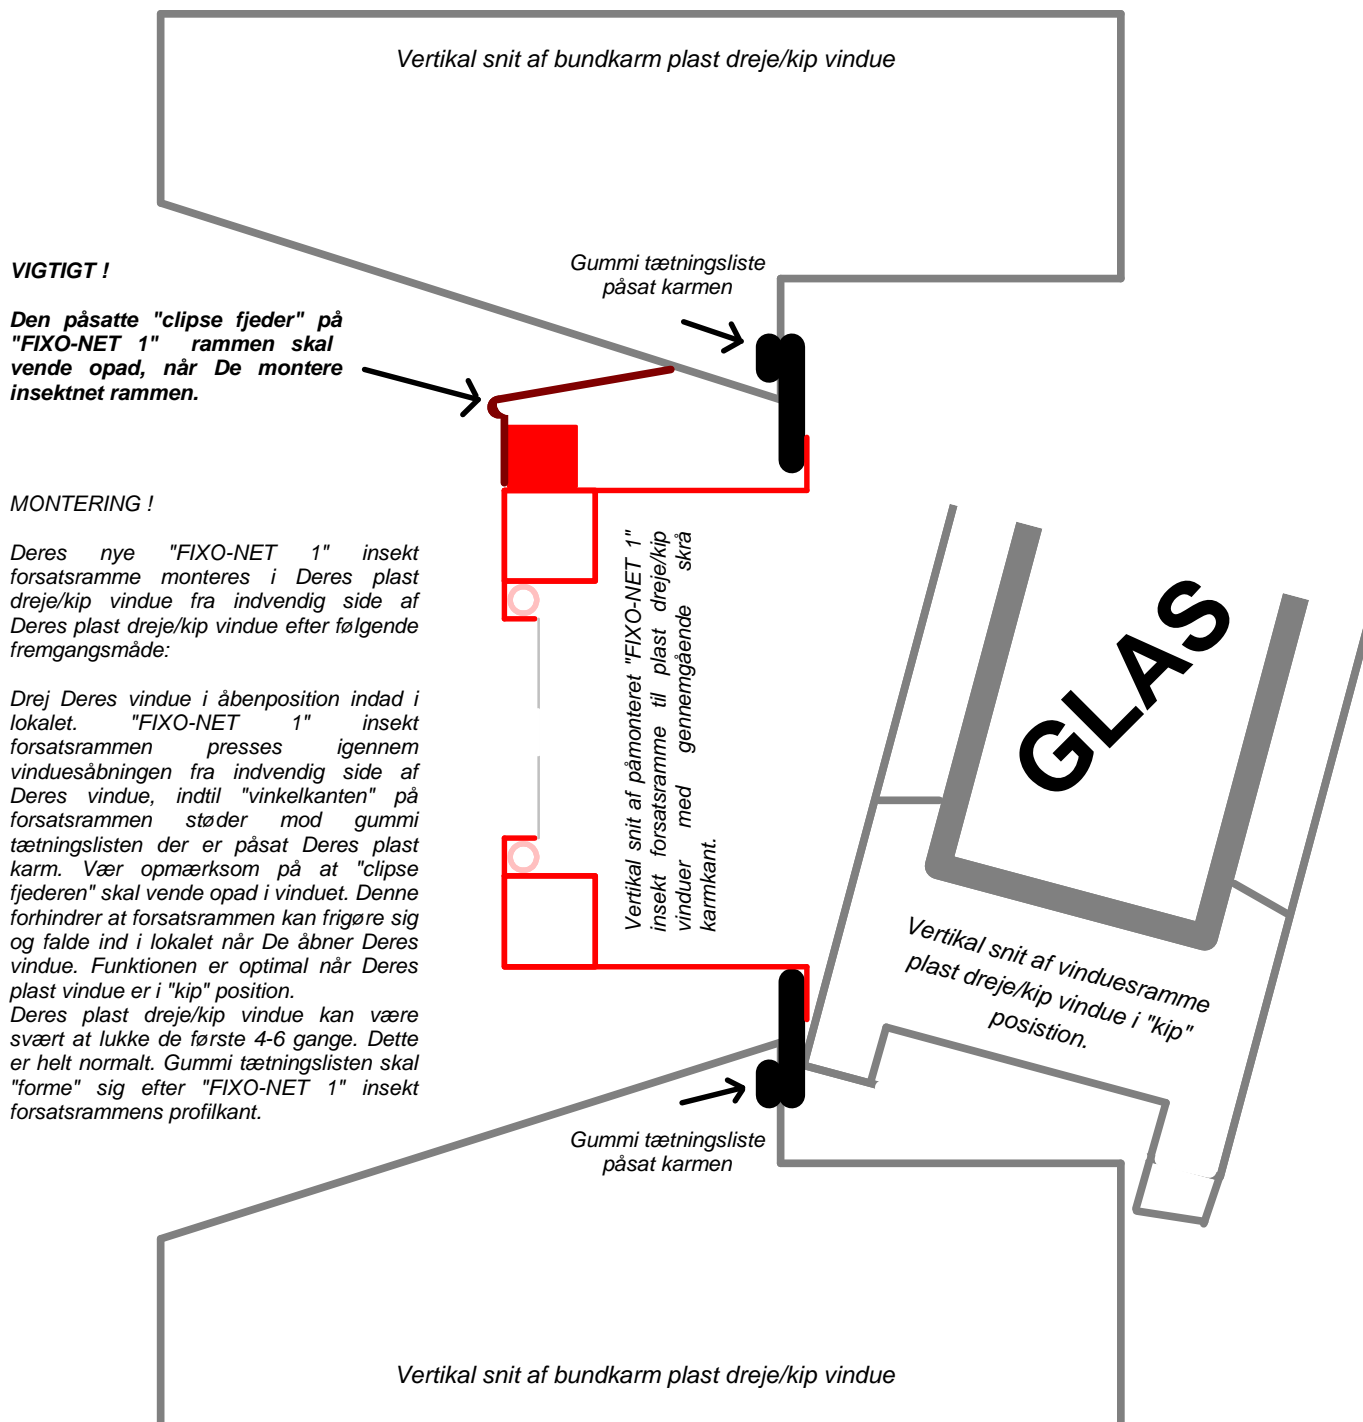 Vertikal snit af bundkarm plast dreje/kip vindue
Gummi tætningsliste
påsat karmen
VIGTIGT !
Den påsatte "clipse fjeder" på
"FIXO-NET 1" rammen skal
vende opad, når De montere
insektnet rammen.
MONTERING !
Deres nye "FIXO-NET 1" insekt
forsatsramme monteres i Deres plast
dreje/kip vindue fra indvendig side af
Deres plast dreje/kip vindue efter følgende
fremgangsmåde:
Drej Deres vindue i åbenposition indad i
lokalet. "FIXO-NET 1" insekt
forsatsrammen presses igennem
vinduesåbningen fra indvendig side af
Deres vindue, indtil "vinkelkanten" på
forsatsrammen støder mod gummi
tætningslisten der er påsat Deres plast
karm. Vær opmærksom på at "clipse
fjederen" skal vende opad i vinduet. Denne
forhindrer at forsatsrammen kan frigøre sig
og falde ind i lokalet når De åbner Deres
vindue. Funktionen er optimal når Deres
plast vindue er i "kip" position.
Deres plast dreje/kip vindue kan være
svært at lukke de første 4-6 gange. Dette
er helt normalt. Gummi tætningslisten skal
"forme" sig efter "FIXO-NET 1" insekt
forsatsrammens profilkant.
Vertikal snit af påmonteret "FIXO-NET 1"
insekt forsatsramme til plast dreje/kip
vinduer med gennemgående skrå
karmkant.
GLAS
Vertikal snit af vinduesramme
plast dreje/kip vindue i "kip"
posistion.
Gummi tætningsliste
påsat karmen
Vertikal snit af bundkarm plast dreje/kip vindue